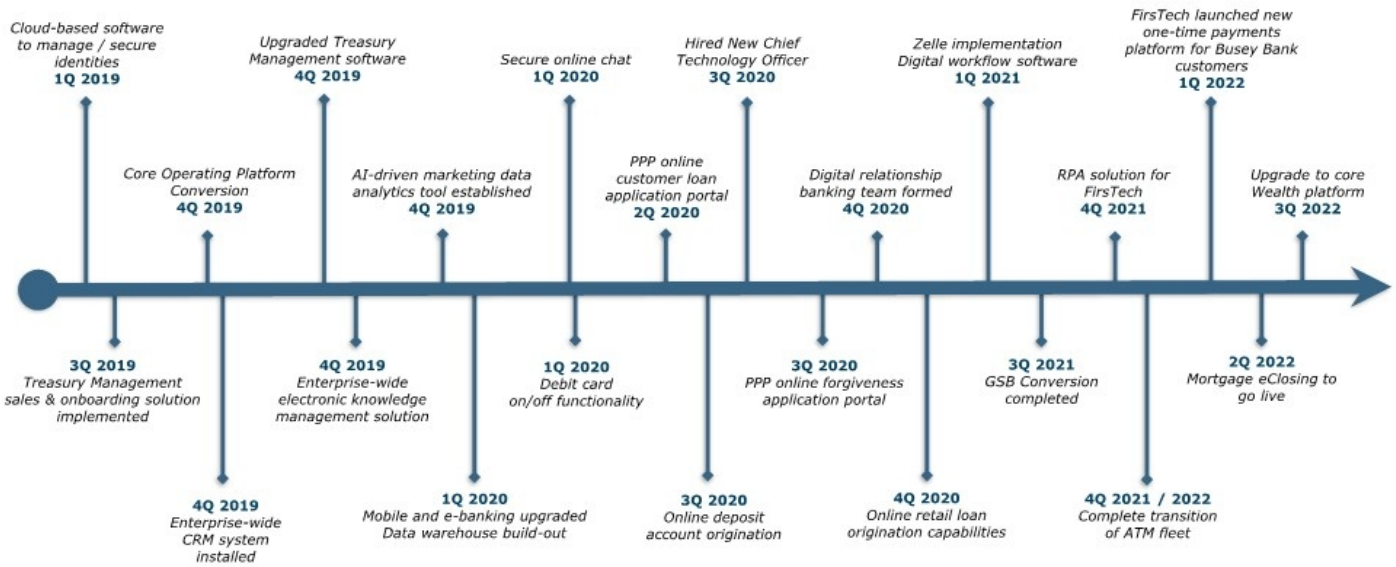 Cloud-based software
to manage / secure
identities
1Q 2019
Upgraded Treasury
Management software
4Q 2019
Secure online chat
1Q 2020
Hired New Chief
Technology Officer
3Q 2020
Zelle implementation
Digital workflow software
1Q 2021
FirsTech launched new
one-time payments
platform for Busey Bank
customers
1Q 2022
Core Operating Platform
Conversion
4Q 2019
AI-driven marketing data
analytics tool established
4Q 2019
PPP online
customer loan
application portal
2Q 2020
Digital relationship
banking team formed
4Q 2020
RPA solution for
FirsTech
4Q 2021
Upgrade to core
Wealth platform
3Q 2022
3Q 2019
Treasury Management
sales & onboarding solution
implemented
4Q 2019
Enterprise-wide
electronic knowledge
management solution
1Q 2020
Debit card
on/off functionality
3Q 2020
PPP online forgiveness
application portal
3Q 2021
GSB Conversion
completed
2Q 2022
Mortgage eClosing to
go live
4Q 2019
Enterprise-wide
CRM system
installed
1Q 2020
Mobile and e-banking upgraded
Data warehouse build-out
3Q 2020
Online deposit
account origination
4Q 2020
Online retail loan
origination capabilities
4Q 2021 / 2022
Complete transition
of ATM fleet